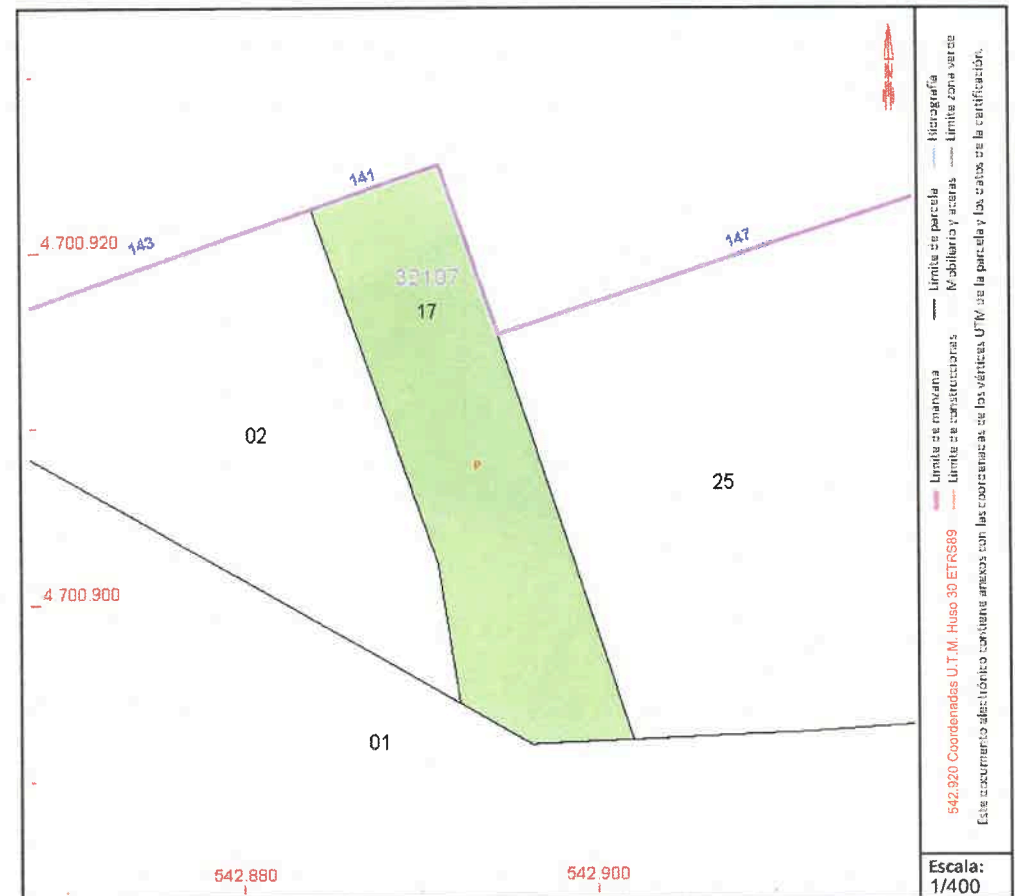 141
143
4.700.920
147
32107
17
02
P
25
4 700.900
01
542.880
542.900
Este documento electrónico contiene anexos con las coordenadas de los vértices UTM de la parcela y los datos de la certificación.
542.920 Coordenadas U.T.M. Huso 30 ETRS89
Límite de manzana
Límite de construcciones
Límite de parcela
Mobiliario y aceras
Hidrografía
Límite zona verde
Escala:
1/400